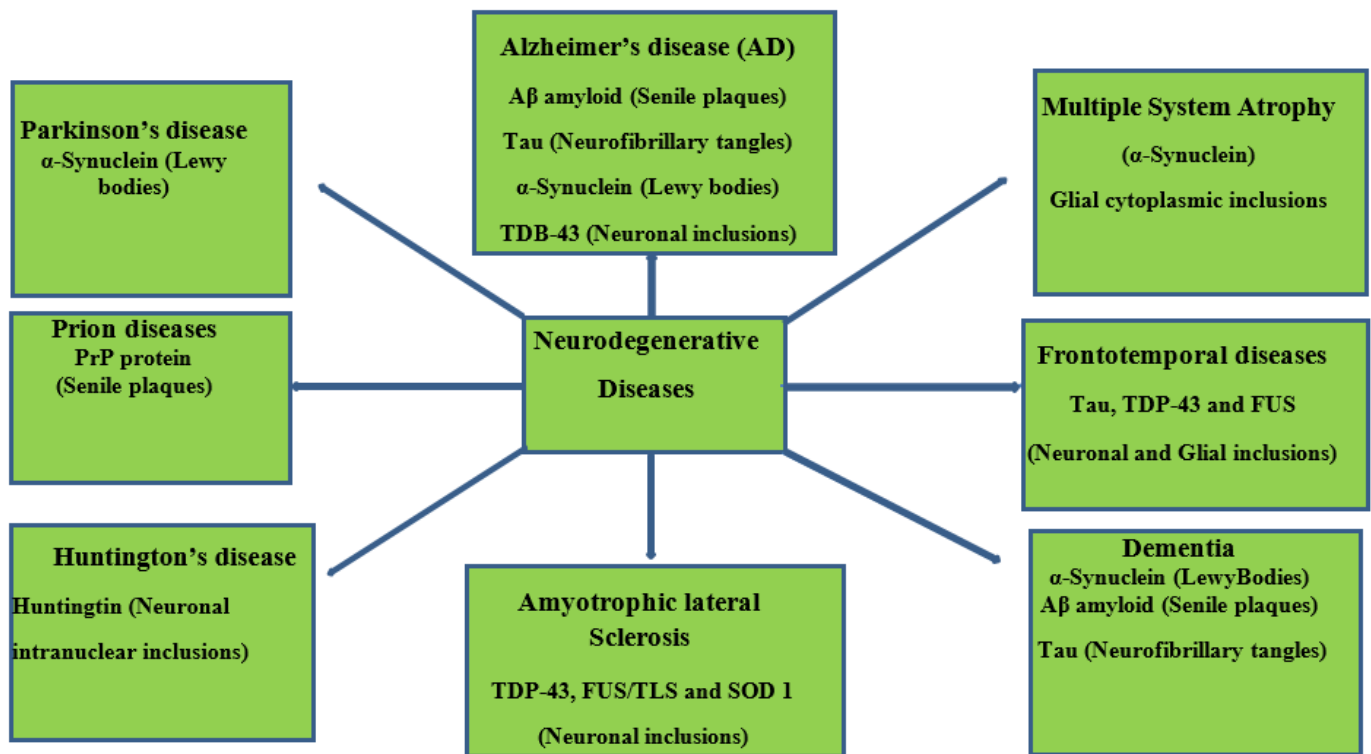 Alzheimer's disease (AD)
Aβ amyloid (Senile plaques)
Tau (Neurofibrillary tangles)
α-Synuclein (Lewy bodies)
TDB-43 (Neuronal inclusions)
Parkinson's disease
α-Synuclein (Lewy
bodies)
Multiple System Atrophy
(α-Synuclein)
Glial cytoplasmic inclusions
Prion diseases
PrP protein
(Senile plaques)
Neurodegenerative
Diseases
Frontotemporal diseases
Tau, TDP-43 and FUS
(Neuronal and Glial inclusions)
Huntington's disease
Huntingtin (Neuronal
intranuclear inclusions)
Amyotrophic lateral
Sclerosis
TDP-43, FUS/TLS and SOD 1
(Neuronal inclusions)
Dementia
α-Synuclein (LewyBodies)
Aβ amyloid (Senile plaques)
Tau (Neurofibrillary tangles)